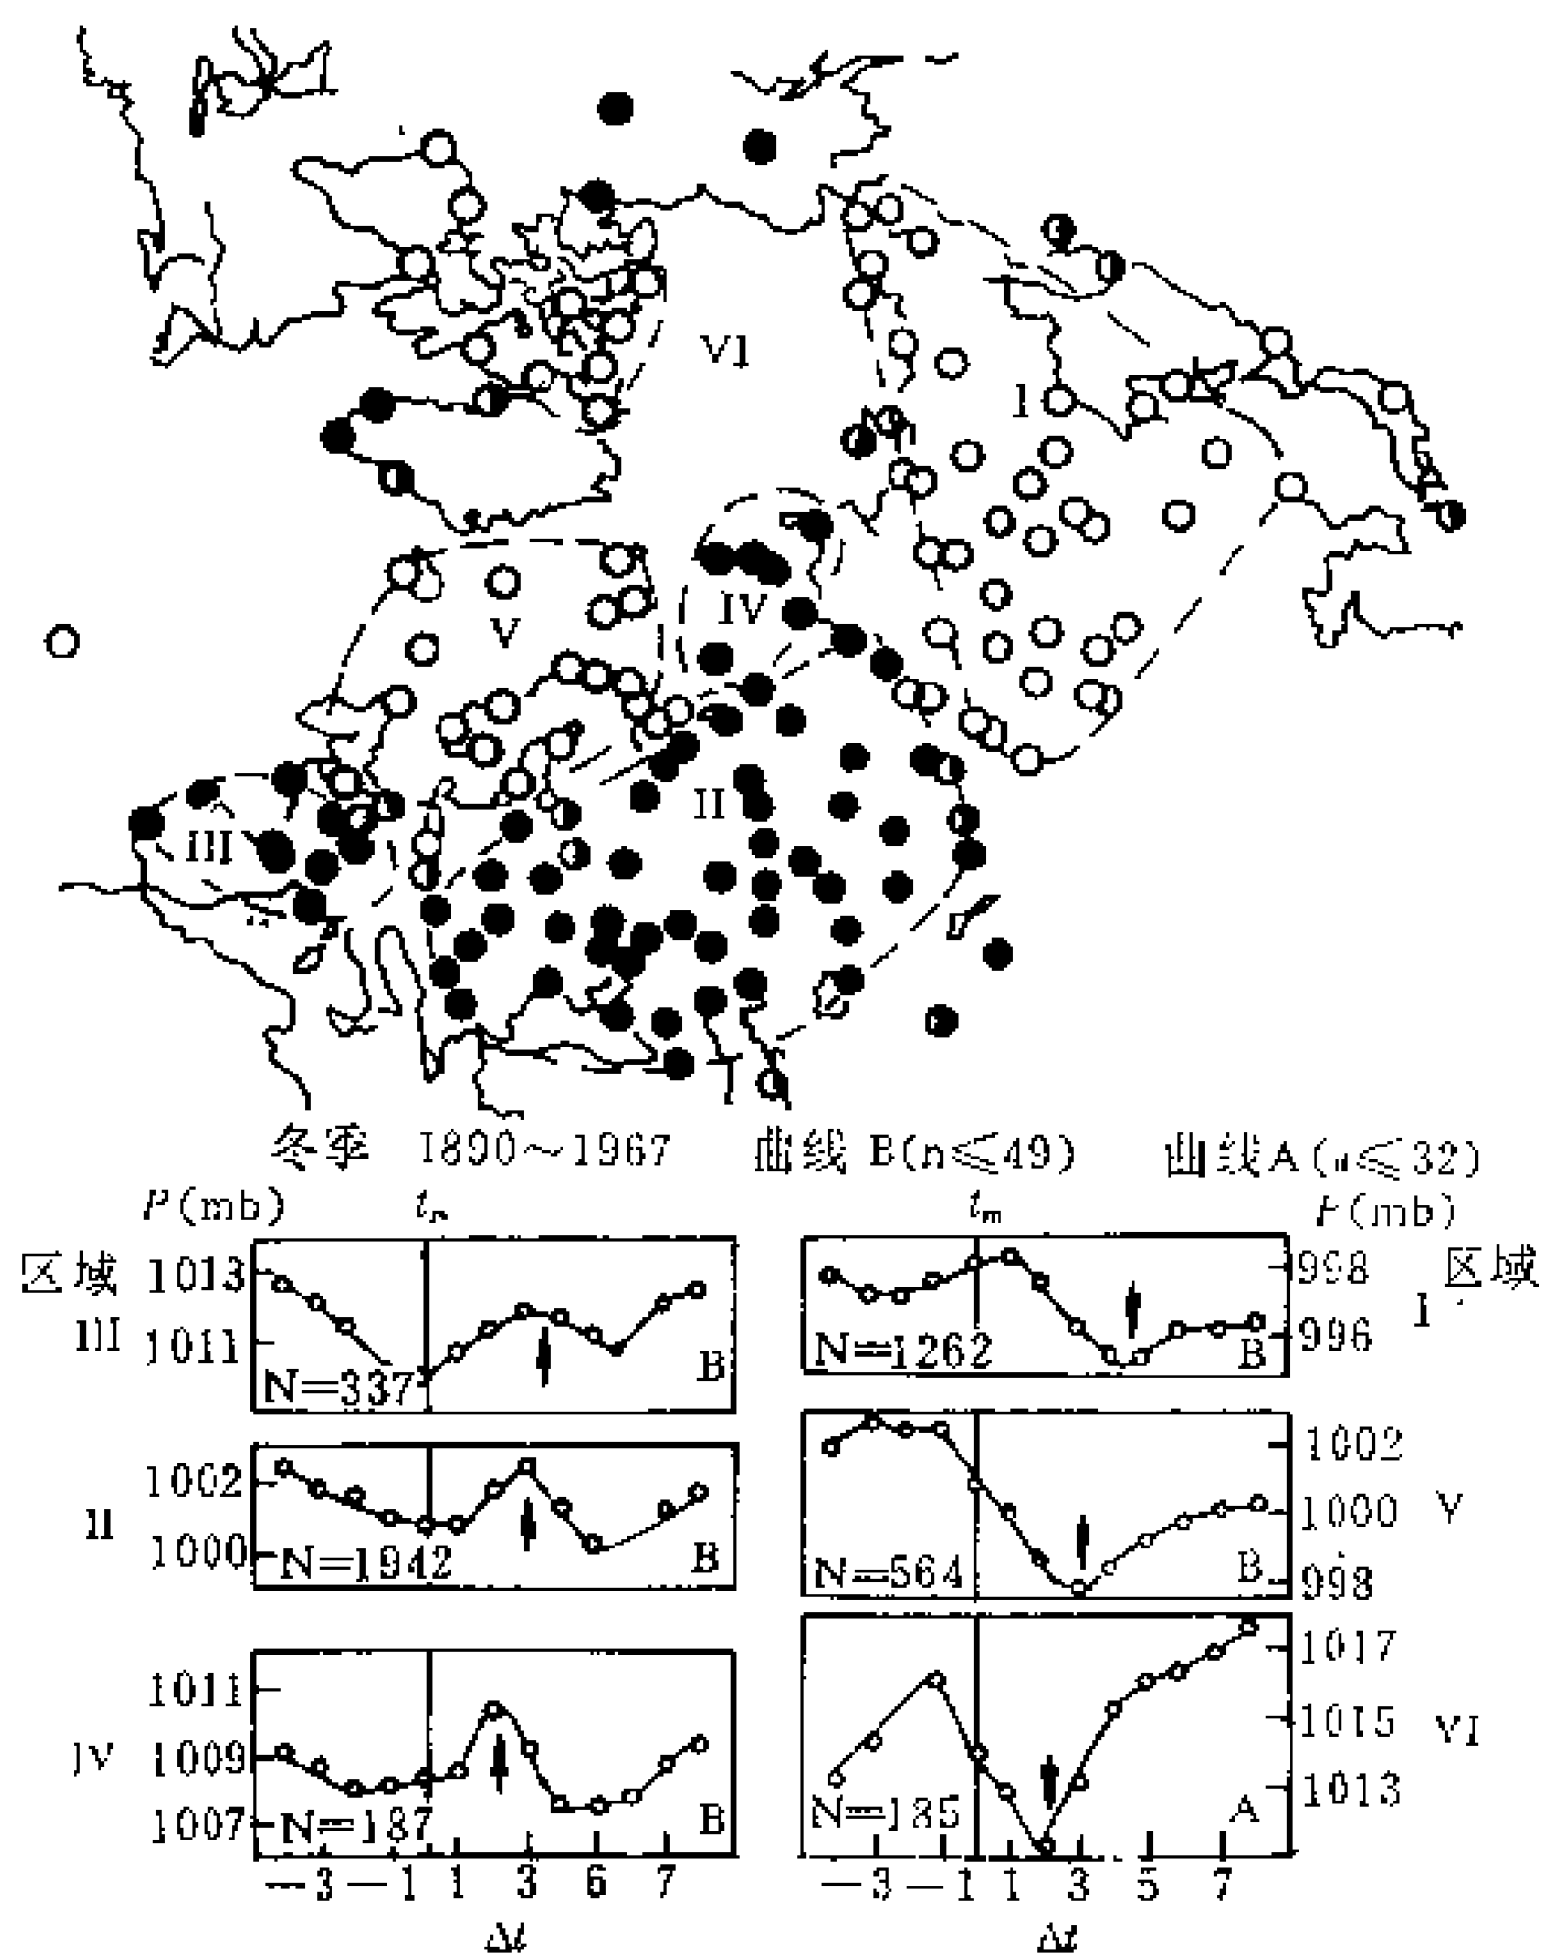 VI
I
IV
V
II
III
冬季 1890～1967 曲线 B(n≤49) 曲线A(n≤32)
P(mb) tₘ tₘ P(mb)
区域 1013 998 区域
III 1011 996 I
N=337 B N=1262 B
1002 1002
II 1000 1000 V
N=1942 B N=564 B 998
1011 1017
IV 1009 1015 VI
1007 1013
N=187 B N=185 A
−3 −1 1 3 6 7 −3 −1 1 3 5 7
Δt Δt